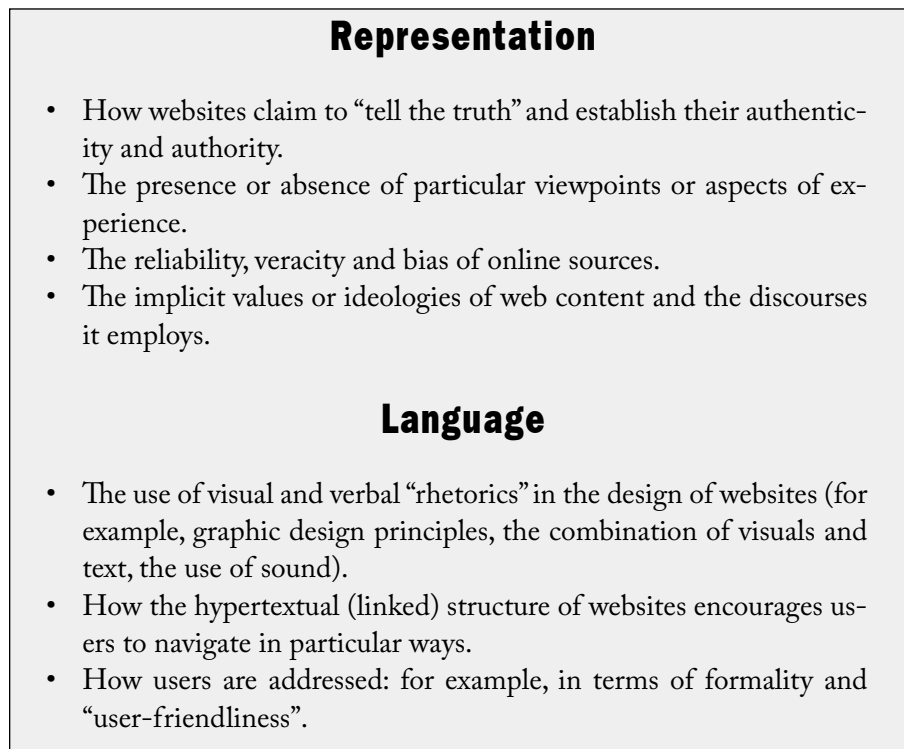 Representation
• How websites claim to “tell the truth” and establish their authentic-
ity and authority.
• The presence or absence of particular viewpoints or aspects of ex-
perience.
• The reliability, veracity and bias of online sources.
• The implicit values or ideologies of web content and the discourses
it employs.
Language
• The use of visual and verbal “rhetorics” in the design of websites (for
example, graphic design principles, the combination of visuals and
text, the use of sound).
• How the hypertextual (linked) structure of websites encourages us-
ers to navigate in particular ways.
• How users are addressed: for example, in terms of formality and
“user-friendliness”.